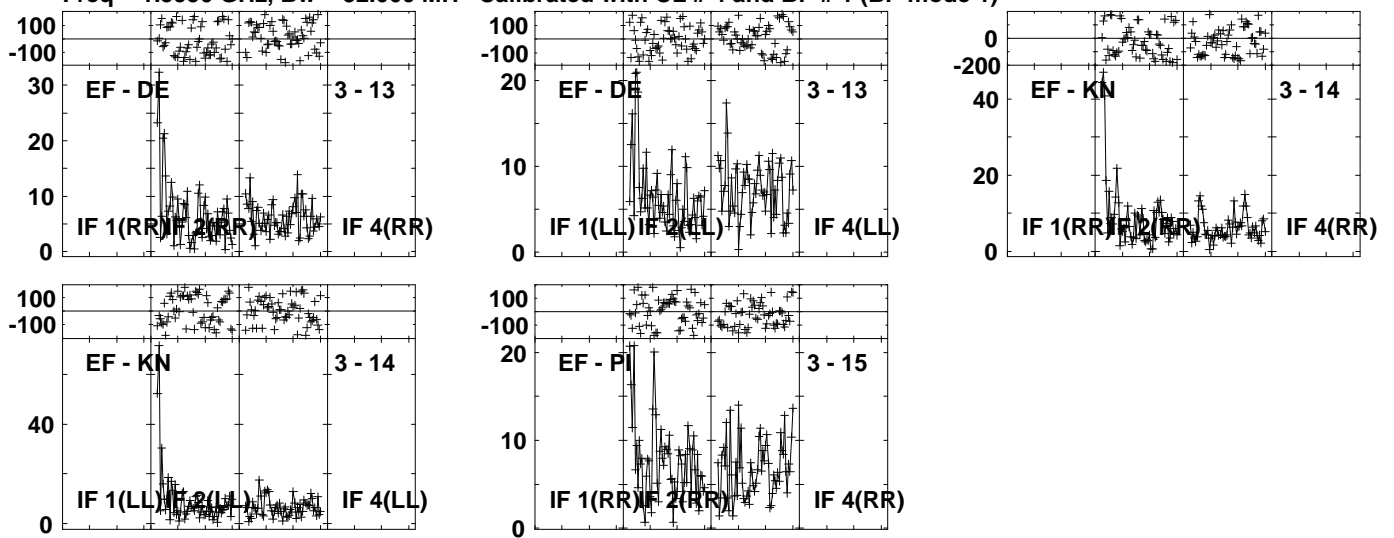 100
-100
30
20
10
0
EF - DE
3 - 13
IF 1(RR)
IF 2(RR)
IF 4(RR)
100
-100
20
10
0
EF - DE
3 - 13
IF 1(LL)
IF 2(LL)
IF 4(LL)
0
-200
40
20
0
EF - KN
3 - 14
IF 1(RR)
IF 2(RR)
IF 4(RR)
100
-100
40
0
EF - KN
3 - 14
IF 1(LL)
IF 2(LL)
IF 4(LL)
100
-100
20
10
0
EF - PI
3 - 15
IF 1(RR)
IF 2(RR)
IF 4(RR)